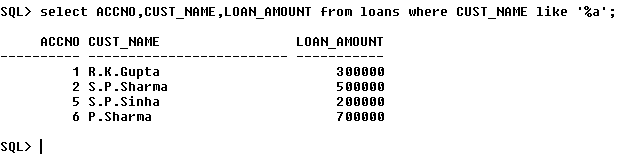 SQL> select ACCNO,CUST_NAME,LOAN_AMOUNT from loans where CUST_NAME like '%a';
ACCNO CUST_NAME LOAN_AMOUNT
---------- ------------------------- -----------
1 R.K.Gupta 300000
2 S.P.Sharma 500000
5 S.P.Sinha 200000
6 P.Sharma 700000
SQL>